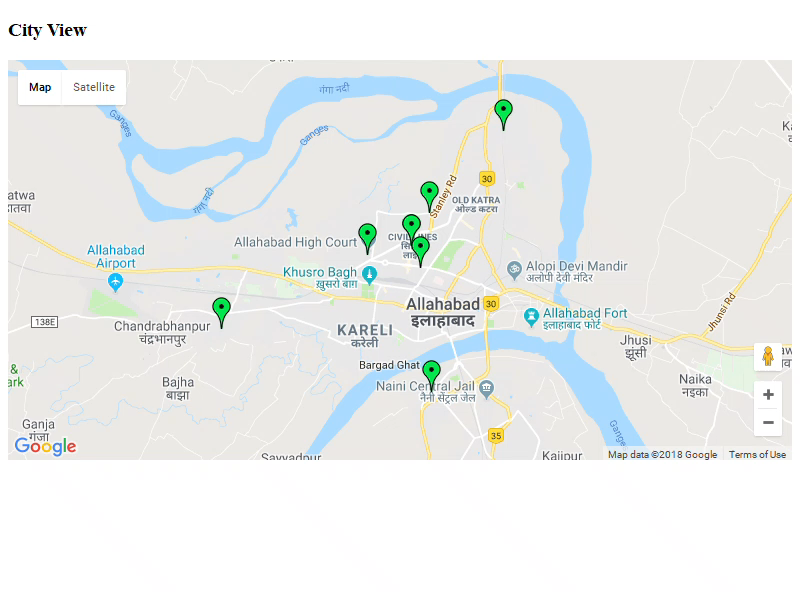 City View
Map Satellite
गंगा नदी
Ganges
Ganges
गंगा नदी
30
Stanley Rd
OLD KATRA
ओल्ड कटरा
atwa
ातवा
Allahabad High Court
Allahabad
Airport
Khusro Bagh
ख़ुसरो बाग़
Alopi Devi Mandir
अलोपी देवी मंदिर
Allahabad
इलाहाबाद
30
Allahabad Fort
इलाहाबाद फोर्ट
Jhunsi Rd
138E
Chandrabhanpur
चंद्रभानपुर
KARELI
करेली
Jhusi
झूंसी
Bargad Ghat
&
ark
Bajha
बाझा
Naini Central Jail
नैनी सेंट्रल जेल
Naika
नइका
Ganja
गंजा
35
Ganges
Google
Map data ©2018 Google Terms of Use